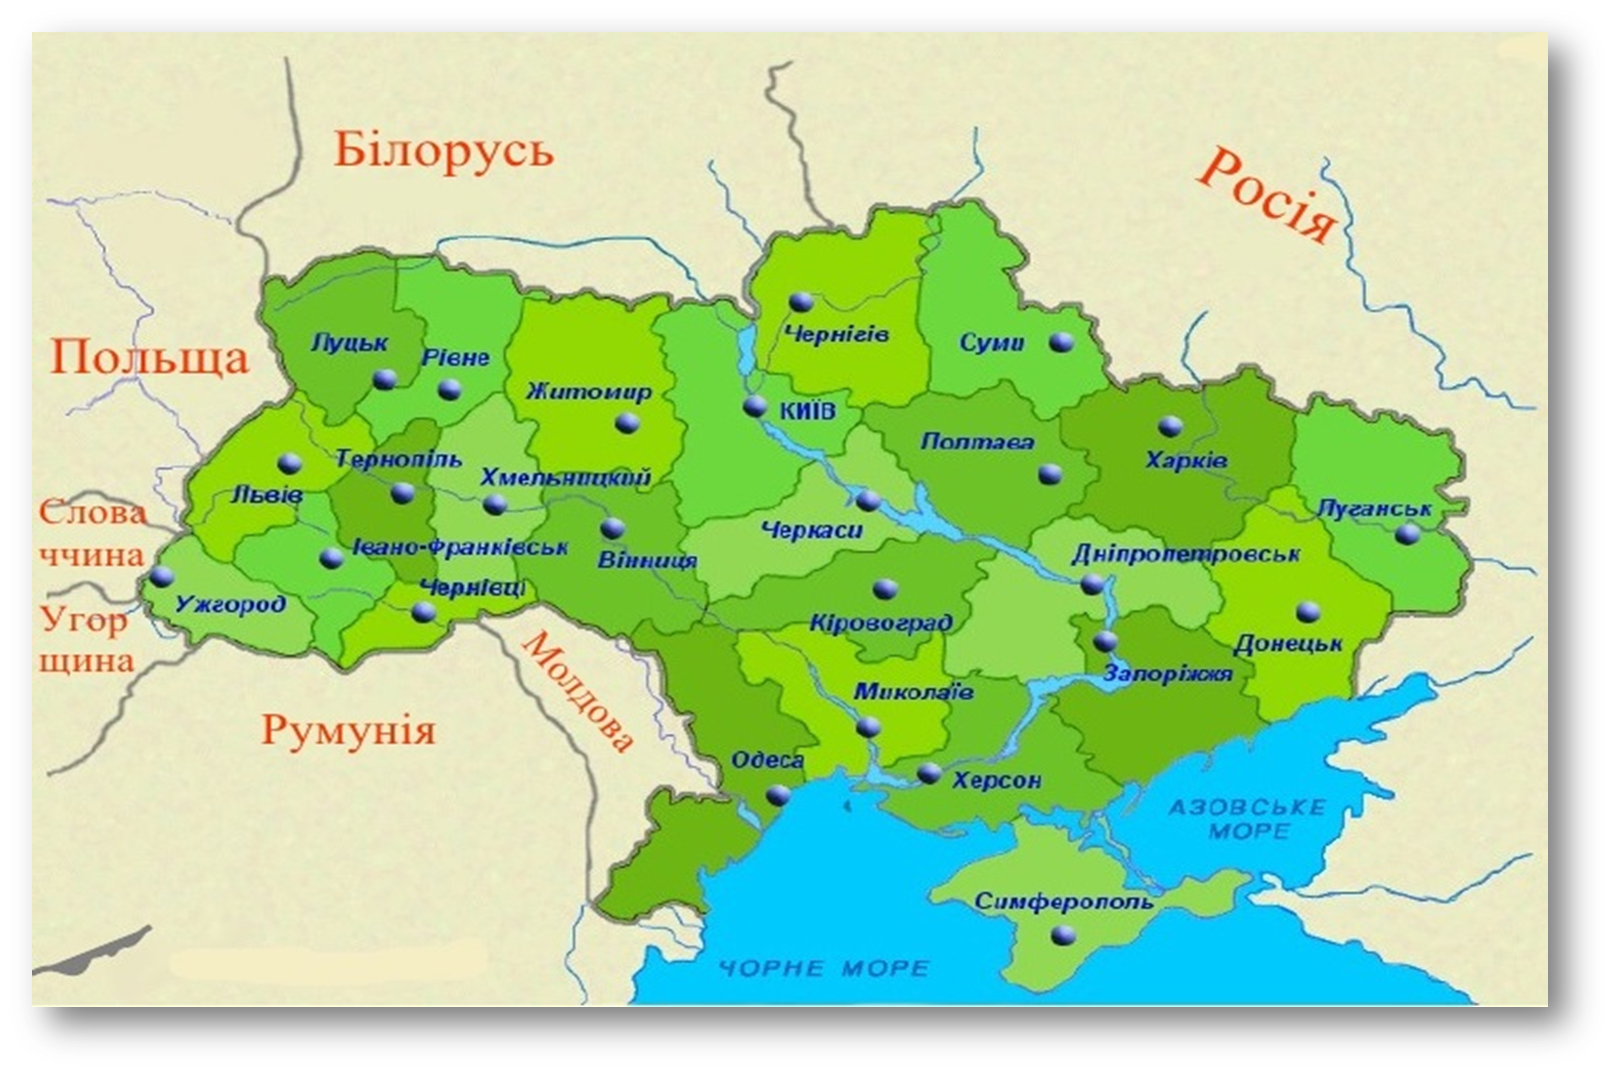 Білорусь
Росія
Польща
Слова
ччина
Угор
щина
Румунія
Молдова
Луцьк
Рівне
Житомир
Чернігів
Суми
КИЇВ
Львів
Тернопіль
Хмельницкий
Полтава
Харків
Луганськ
Івано-Франківськ
Вінниця
Черкаси
Дніпропетровськ
Ужгород
Чернівці
Кіровоград
Донецьк
Запоріжжя
Миколаїв
Одеса
Херсон
Симферополь
АЗОВСЬКЕ
МОРЕ
ЧОРНЕ МОРЕ